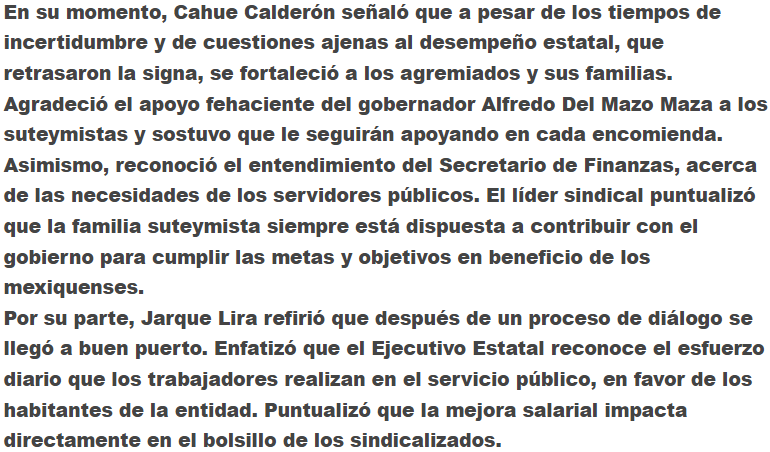 En su momento, Cahue Calderón señaló que a pesar de los tiempos de
incertidumbre y de cuestiones ajenas al desempeño estatal, que
retrasaron la signa, se fortaleció a los agremiados y sus familias.
Agradeció el apoyo fehaciente del gobernador Alfredo Del Mazo Maza a los
suteymistas y sostuvo que le seguirán apoyando en cada encomienda.
Asimismo, reconoció el entendimiento del Secretario de Finanzas, acerca
de las necesidades de los servidores públicos. El líder sindical puntualizó
que la familia suteymista siempre está dispuesta a contribuir con el
gobierno para cumplir las metas y objetivos en beneficio de los
mexiquenses.
Por su parte, Jarque Lira refirió que después de un proceso de diálogo se
llegó a buen puerto. Enfatizó que el Ejecutivo Estatal reconoce el esfuerzo
diario que los trabajadores realizan en el servicio público, en favor de los
habitantes de la entidad. Puntualizó que la mejora salarial impacta
directamente en el bolsillo de los sindicalizados.